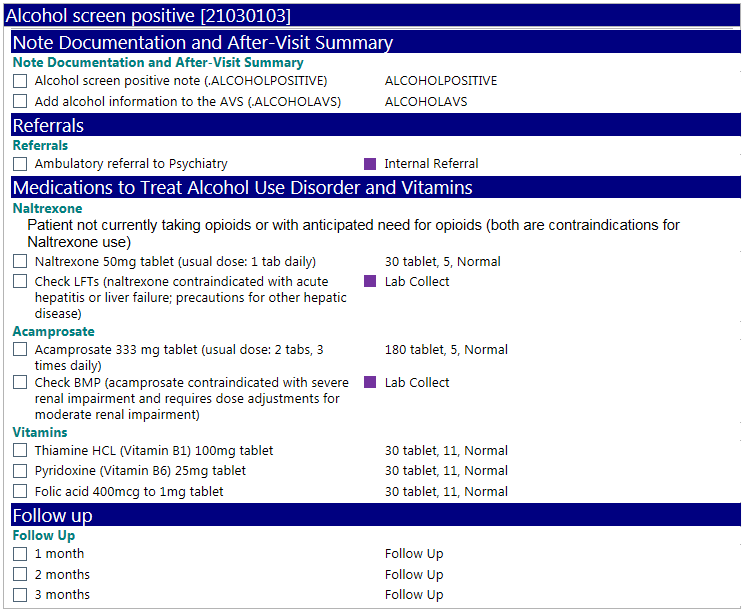 Alcohol screen positive [21030103]
Note Documentation and After-Visit Summary
Note Documentation and After-Visit Summary
Alcohol screen positive note (.ALCOHOLPOSITIVE) ALCOHOLPOSITIVE
Add alcohol information to the AVS (.ALCOHOLAVS) ALCOHOLAVS
Referrals
Referrals
Ambulatory referral to Psychiatry Internal Referral
Medications to Treat Alcohol Use Disorder and Vitamins
Naltrexone
Patient not currently taking opioids or with anticipated need for opioids (both are contraindications for
Naltrexone use)
Naltrexone 50mg tablet (usual dose: 1 tab daily) 30 tablet, 5, Normal
Check LFTs (naltrexone contraindicated with acute Lab Collect
hepatitis or liver failure; precautions for other hepatic
disease)
Acamprosate
Acamprosate 333 mg tablet (usual dose: 2 tabs, 3 180 tablet, 5, Normal
times daily)
Check BMP (acamprosate contraindicated with severe Lab Collect
renal impairment and requires dose adjustments for
moderate renal impairment)
Vitamins
Thiamine HCL (Vitamin B1) 100mg tablet 30 tablet, 11, Normal
Pyridoxine (Vitamin B6) 25mg tablet 30 tablet, 11, Normal
Folic acid 400mcg to 1mg tablet 30 tablet, 11, Normal
Follow up
Follow Up
1 month Follow Up
2 months Follow Up
3 months Follow Up